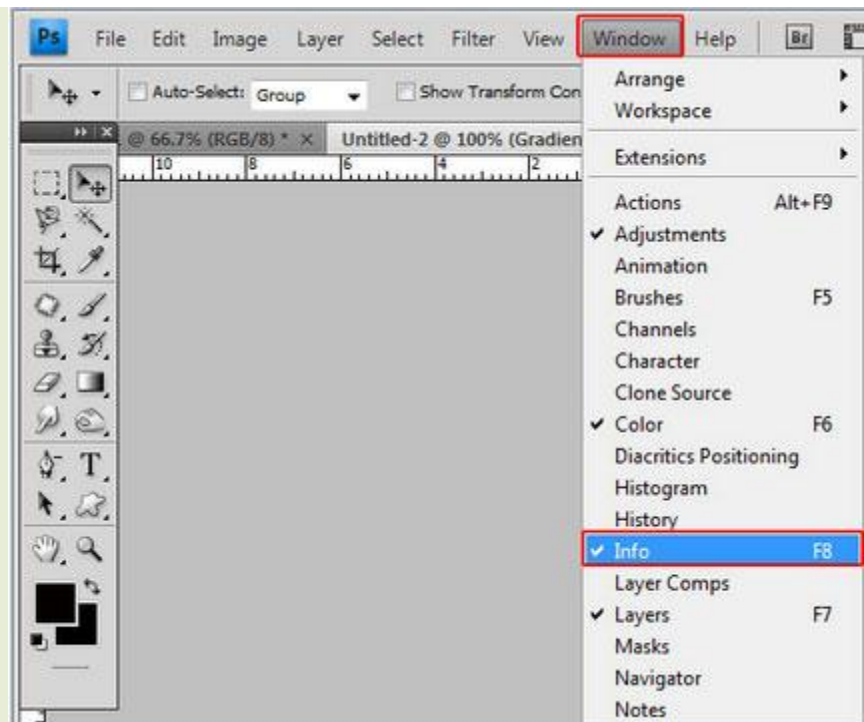 Ps File Edit Image Layer Select Filter View Window Help Br
Auto-Select: Group Show Transform Con
@ 66.7% (RGB/8) * × Untitled-2 @ 100% (Gradien
10 8 6 4 2
Arrange
Workspace
Extensions
Actions Alt+F9
Adjustments
Animation
Brushes F5
Channels
Character
Clone Source
Color F6
Diacritics Positioning
Histogram
History
Info F8
Layer Comps
Layers F7
Masks
Navigator
Notes
T